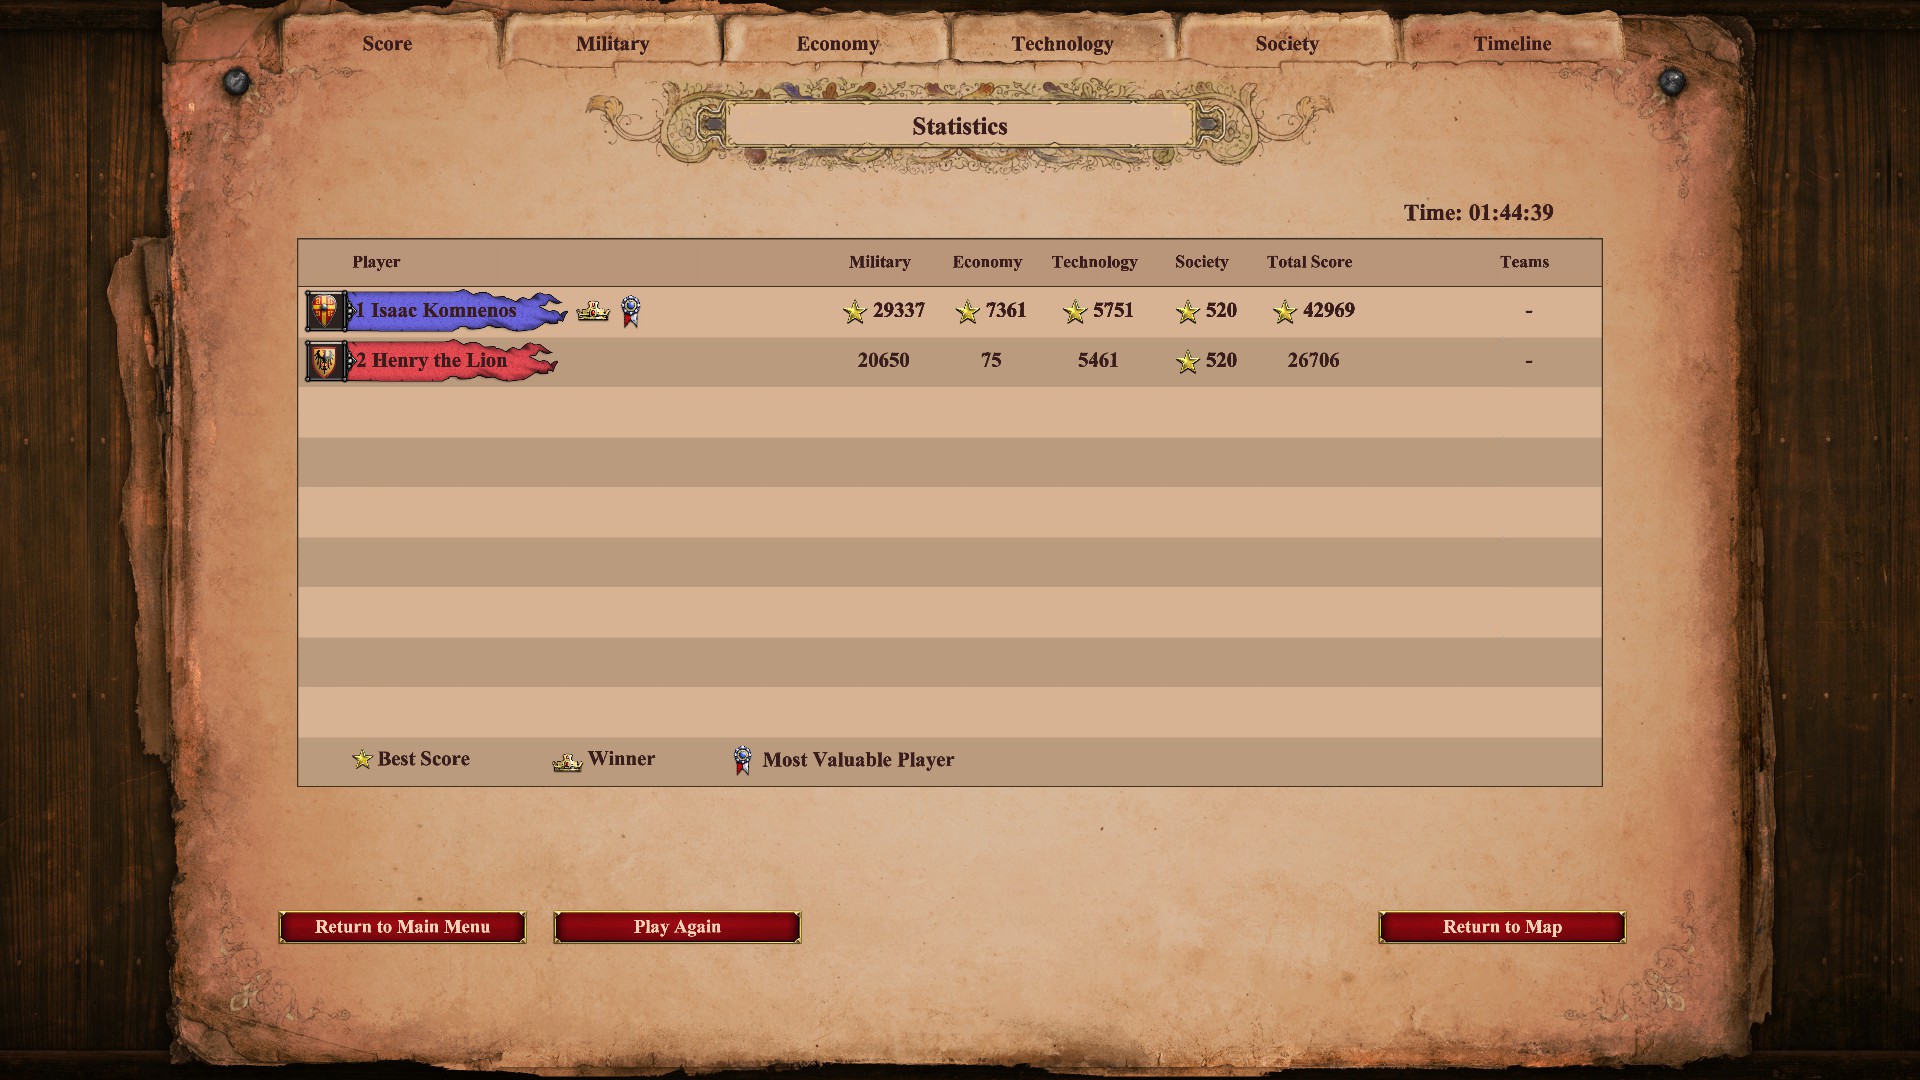 Score Military Economy Technology Society Timeline
Statistics
Time: 01:44:39
Player Military Economy Technology Society Total Score Teams
1 Isaac Komnenos 29337 7361 5751 520 42969 -
2 Henry the Lion 20650 75 5461 520 26706 -
Best Score Winner Most Valuable Player
Return to Main Menu Play Again Return to Map